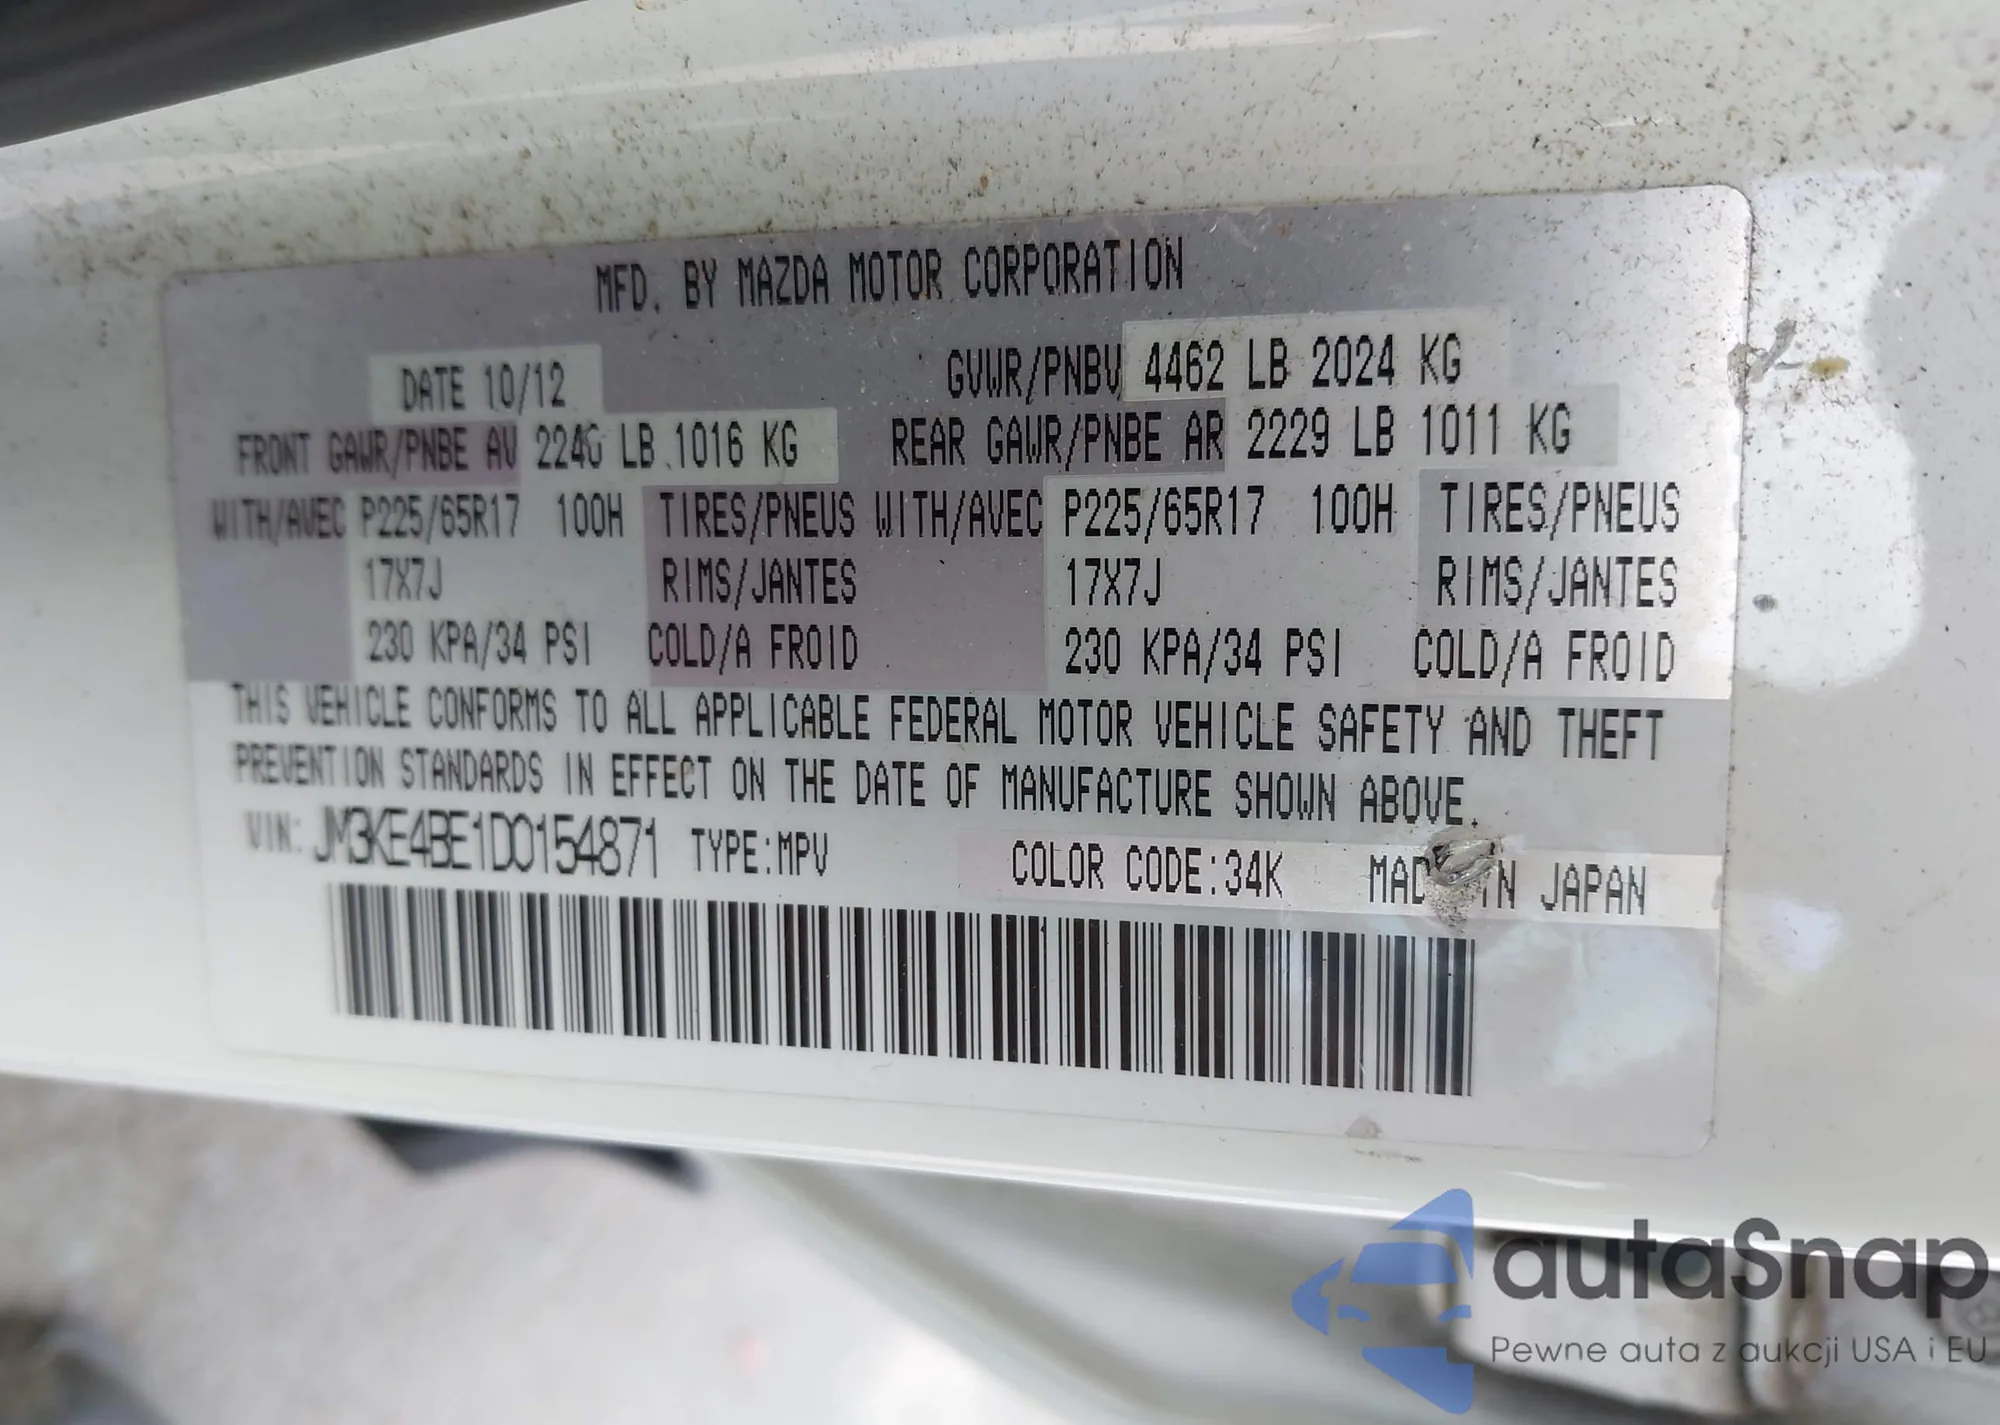 MFD. BY MAZDA MOTOR CORPORATION
DATE 10/12 GVWR/PNBV 4462 LB 2024 KG
FRONT GAWR/PNBE AV 2240 LB 1016 KG REAR GAWR/PNBE AR 2229 LB 1011 KG
WITH/AVEC P225/65R17 100H TIRES/PNEUS WITH/AVEC P225/65R17 100H TIRES/PNEUS
17X7J RIMS/JANTES 17X7J RIMS/JANTES
230 KPA/34 PSI COLD/A FROID 230 KPA/34 PSI COLD/A FROID
THIS VEHICLE CONFORMS TO ALL APPLICABLE FEDERAL MOTOR VEHICLE SAFETY AND THEFT
PREVENTION STANDARDS IN EFFECT ON THE DATE OF MANUFACTURE SHOWN ABOVE.
VIN: JM3KE4BE1D0154871 TYPE:MPV COLOR CODE:34K MADE IN JAPAN
autaSnap
Pewne auta z aukcji USA i EU